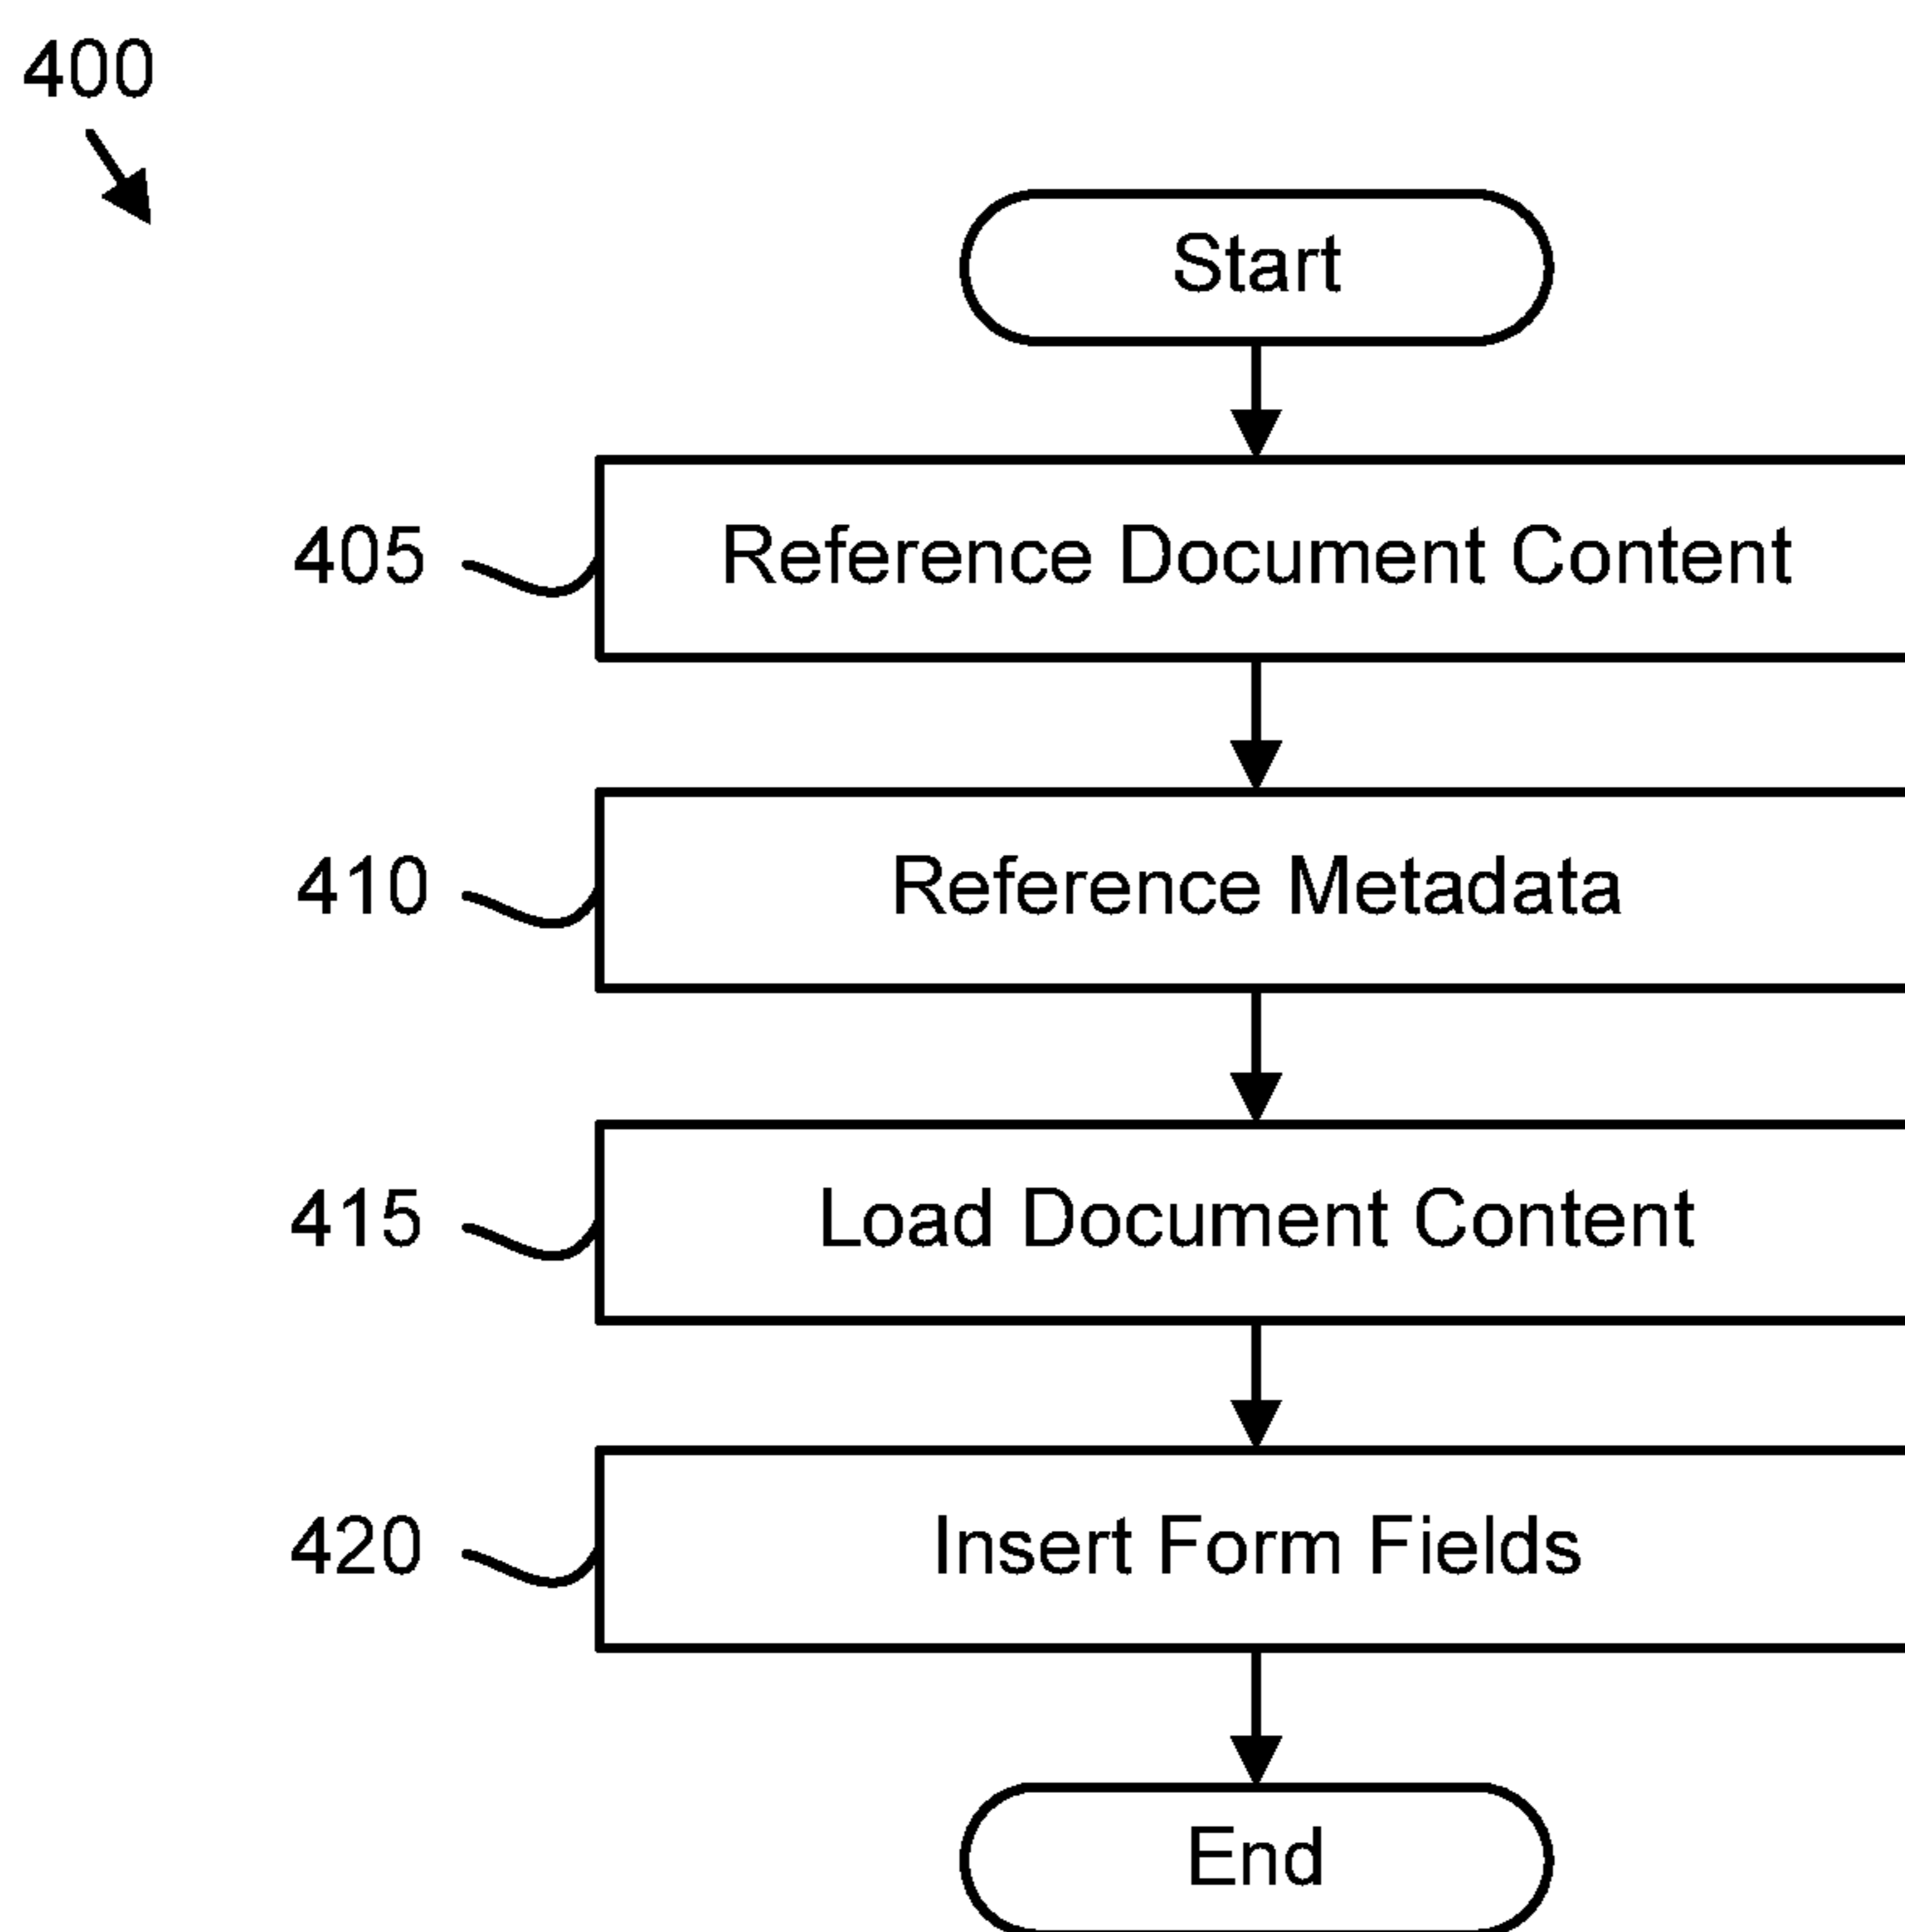 400
Start
405 Reference Document Content
410 Reference Metadata
415 Load Document Content
420 Insert Form Fields
End